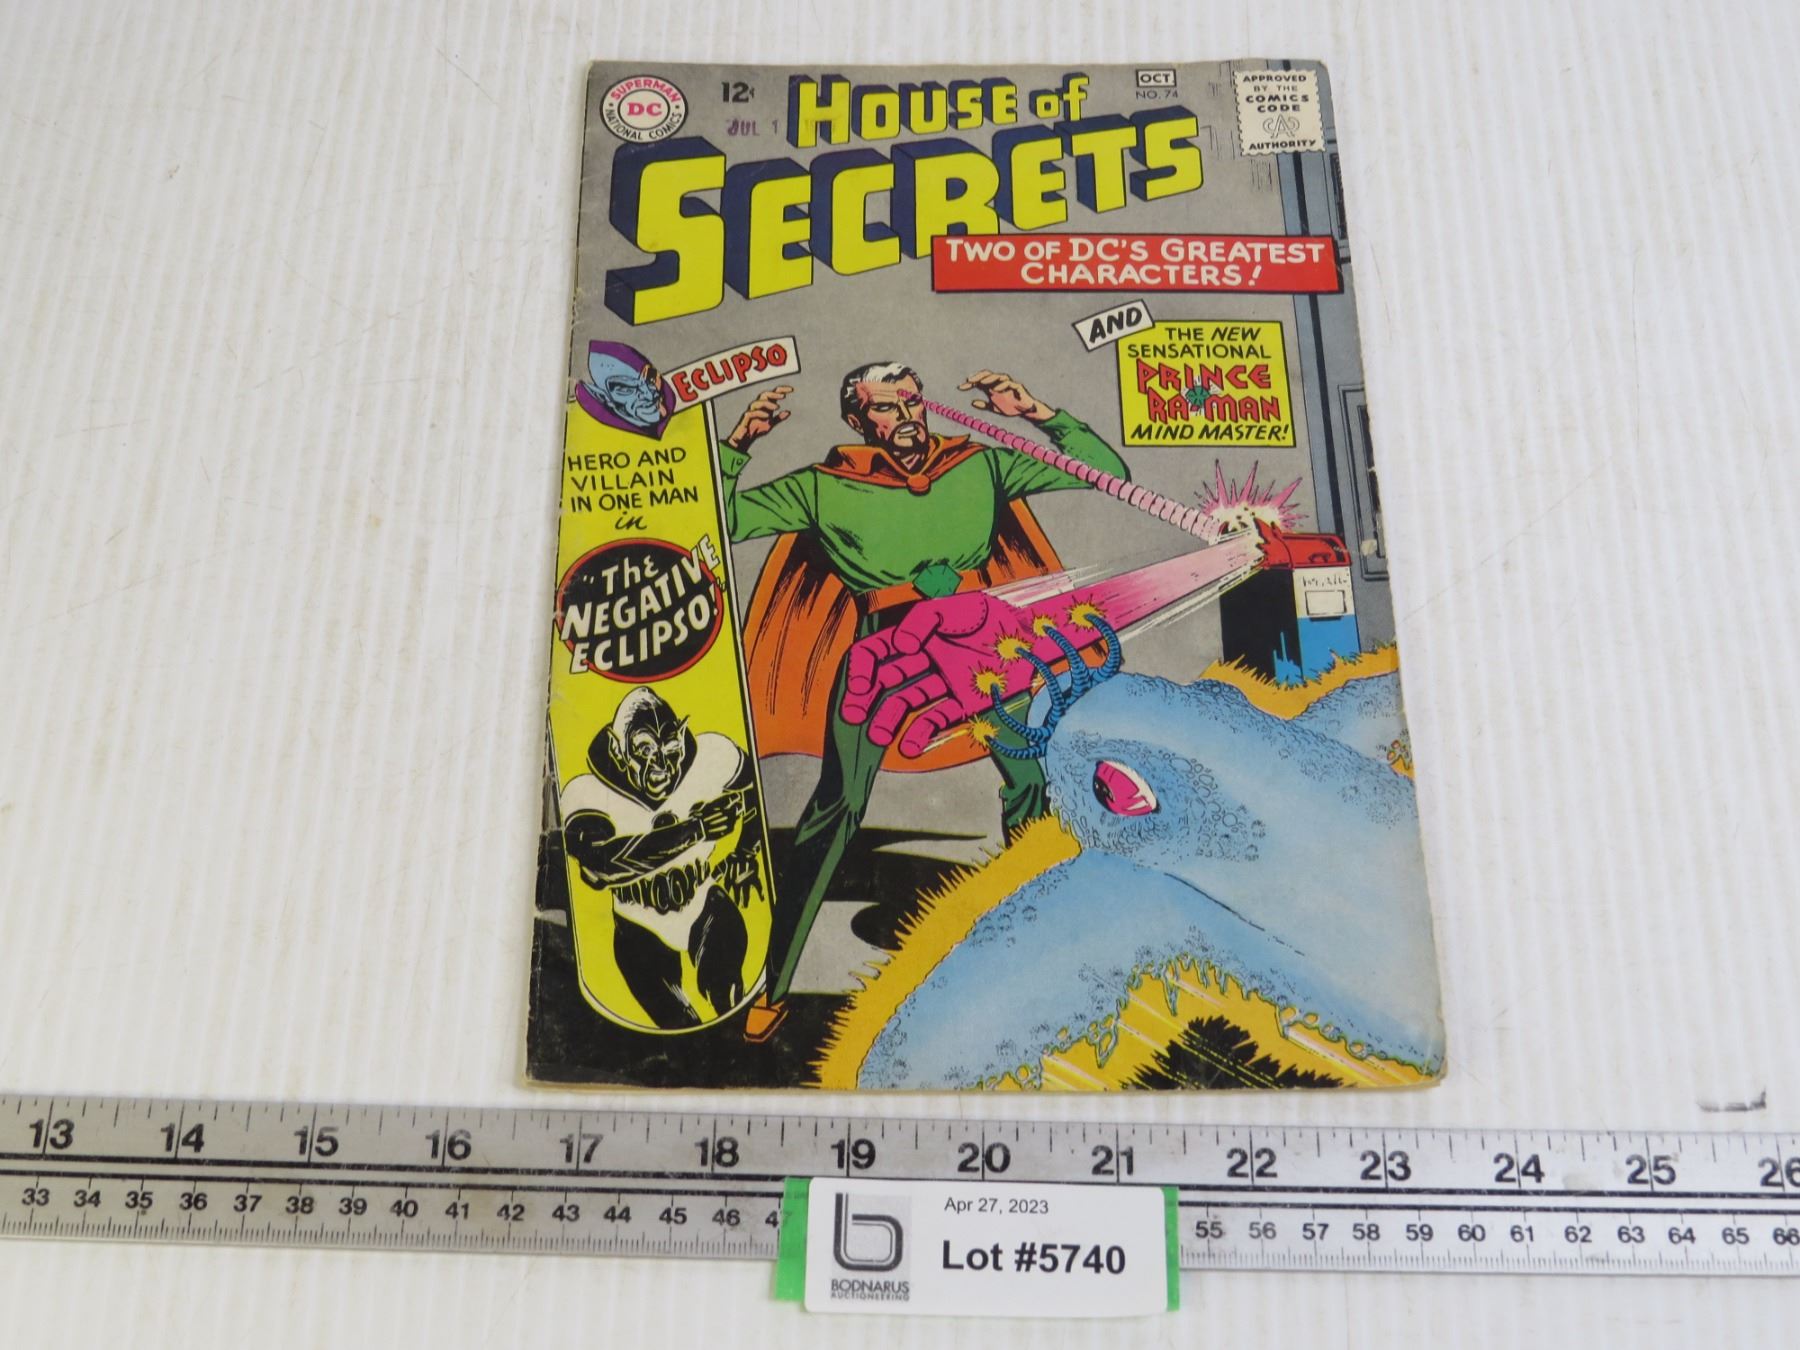 SUPERMAN
DC
NATIONAL COMICS
12¢
JUL 1
HOUSE of
SECRETS
OCT.
NO. 74
APPROVED
BY THE
COMICS
CODE
CA
AUTHORITY
TWO OF DC'S GREATEST
CHARACTERS!
ECLIPSO
HERO AND
VILLAIN
IN ONE MAN
in
"The
NEGATIVE
ECLIPSO!"
AND
THE NEW
SENSATIONAL
PRINCE
RA-MAN
MIND MASTER!
13 14 15 16 17 18 19 20 21 22 23 24 25 26
33 34 35 36 37 38 39 40 41 42 43 44 45 46 47 55 56 57 58 59 60 61 62 63 64 65 66
Apr 27, 2023
Lot #5740
BODNARUS
AUCTIONEERING